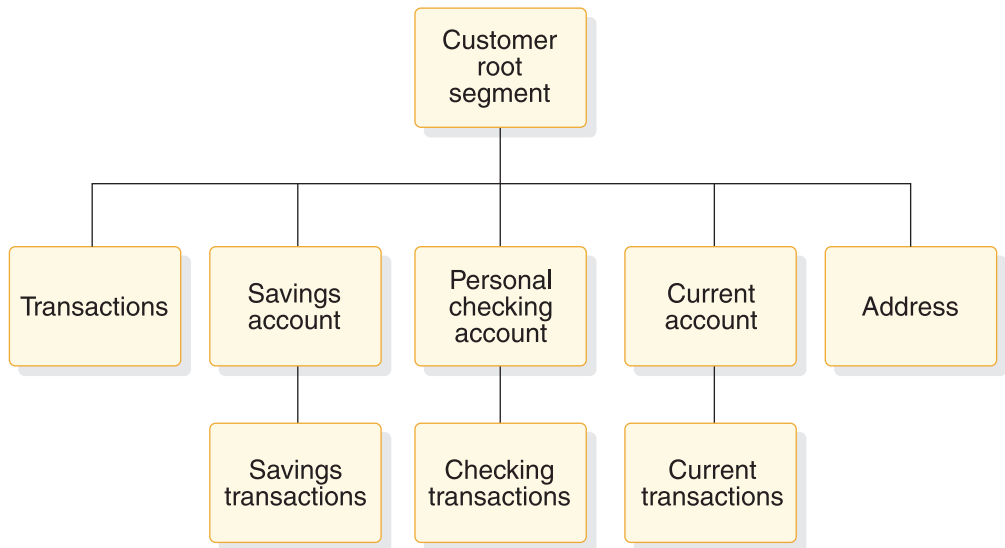 Customer
root
segment
Transactions
Savings
account
Personal
checking
account
Current
account
Address
Savings
transactions
Checking
transactions
Current
transactions